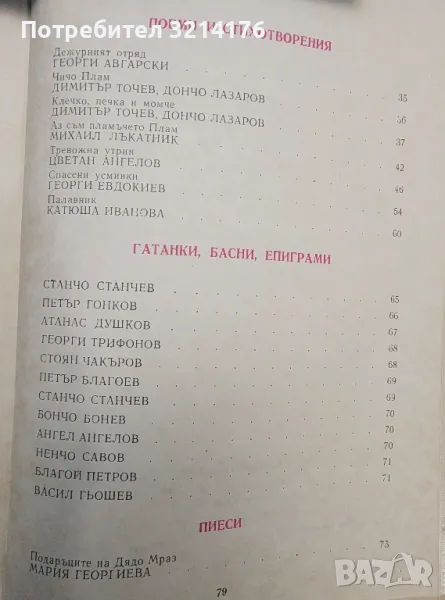 Потребител 3214176
ПОЕМИ И СТИХОТВОРЕНИЯ
Дежурният отряд
ГЕОРГИ АВГАРСКИ . . . 35
Чичо Плам
ДИМИТЪР ТОЧЕВ, ДОНЧО ЛАЗАРОВ . . . 36
Клечко, печка и момче
ДИМИТЪР ТОЧЕВ, ДОНЧО ЛАЗАРОВ . . . 37
Аз съм пламъчето Плам
МИХАИЛ ЛЪКАТНИК . . . 42
Тревожна утрин
ЦВЕТАН АНГЕЛОВ . . . 46
Спасени усмивки
ГЕОРГИ ЕВДОКИЕВ . . . 54
Палавник
КАТЮША ИВАНОВА . . . 60
ГАТАНКИ, БАСНИ, ЕПИГРАМИ
СТАНЧО СТАНЧЕВ . . . 65
ПЕТЪР ГОНКОВ . . . 66
АТАНАС ДУШКОВ . . . 67
ГЕОРГИ ТРИФОНОВ . . . 68
СТОЯН ЧАКЪРОВ . . . 68
ПЕТЪР БЛАГОЕВ . . . 69
СТАНЧО СТАНЧЕВ . . . 69
БОНЧО БОНЕВ . . . 70
АНГЕЛ АНГЕЛОВ . . . 70
НЕНЧО САВОВ . . . 70
БЛАГОЙ ПЕТРОВ . . . 71
ВАСИЛ ГЬОШЕВ . . . 71
ПИЕСИ
Подаръците на Дядо Мраз
МАРИЯ ГЕОРГИЕВА . . . 73
79
BAZAR